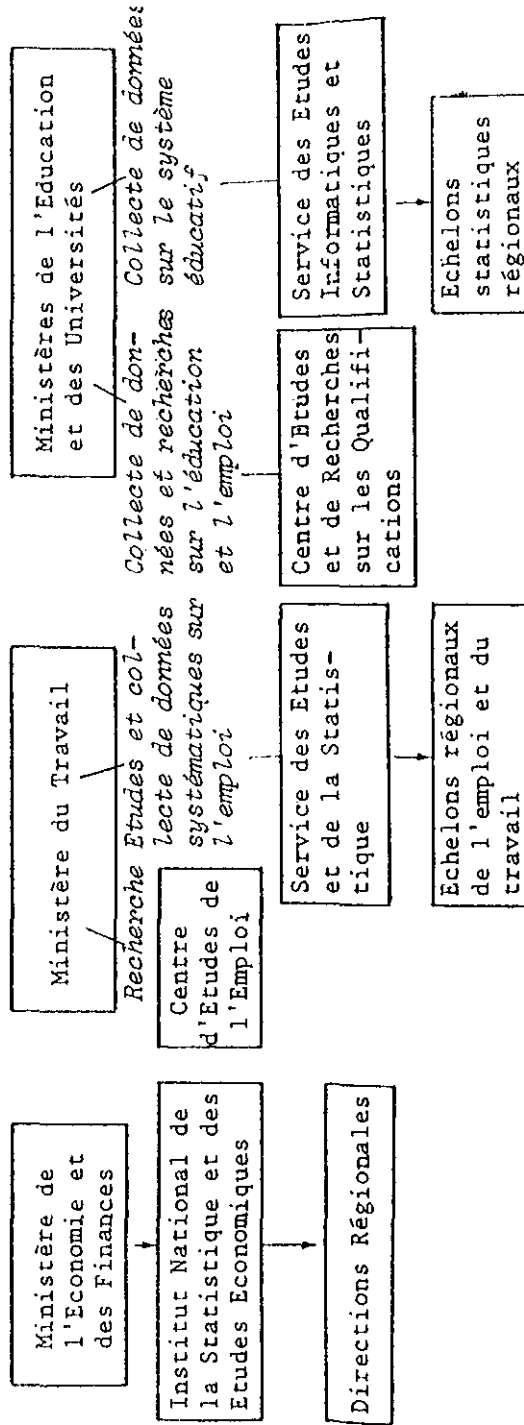 Ministère de
l'Economie et
des Finances
Institut National de
la Statistique et des
Etudes Economiques
Directions Régionales
Ministère du Travail
Recherche
Etudes et col-
lecte de données
systématiques sur
l'emploi
Centre
d'Etudes de
l'Emploi
Service des Etudes
et de la Statis-
tique
Echelons régionaux
de l'emploi et du
travail
Ministères de l'Education
et des Universités
Collecte de don-
nées et recherches
sur l'éducation
et l'emploi
Collecte de données
sur le système
éducatif
Centre d'Etudes
et de Recherches
sur les Qualifi-
cations
Service des Etudes
Informatiques et
Statistiques
Echelons
statistiques
régionaux